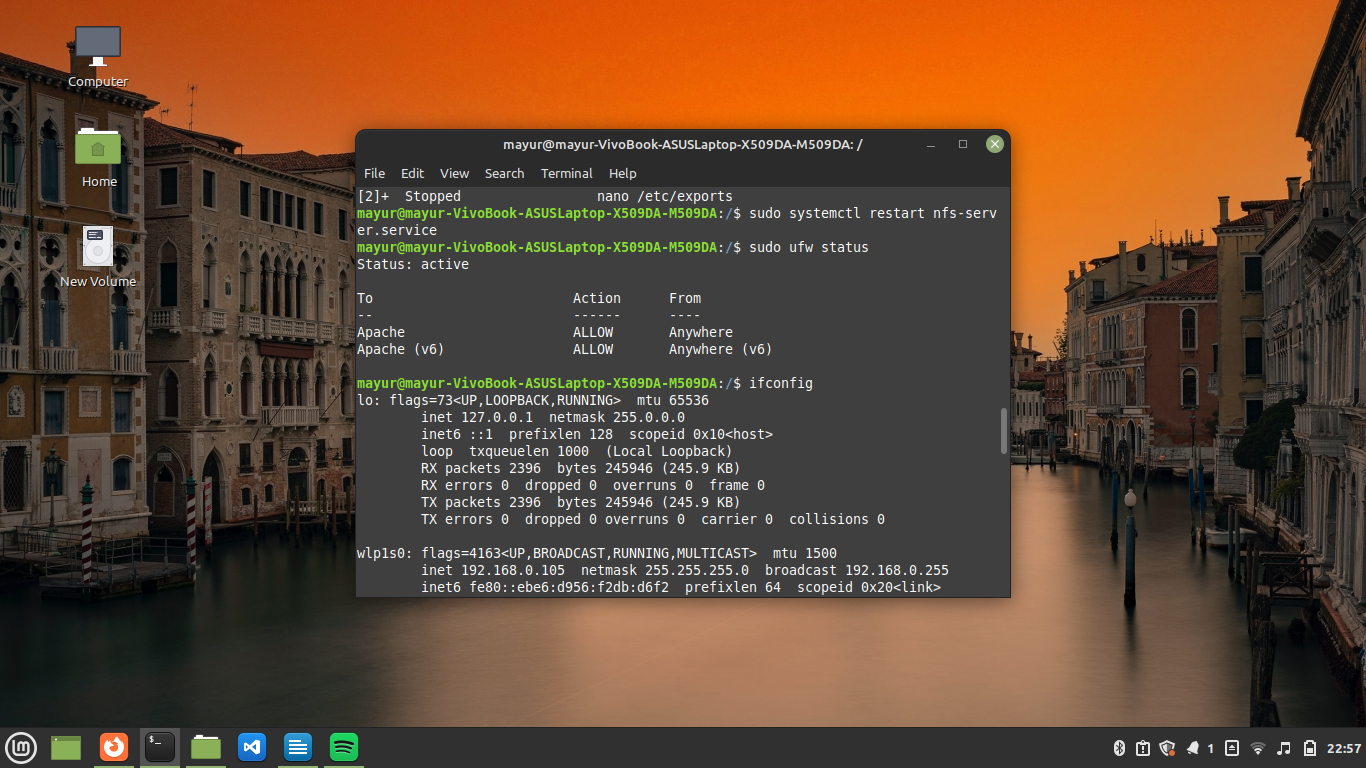 Computer
Home
New Volume
mayur@mayur-VivoBook-ASUSLaptop-X509DA-M509DA: /
File Edit View Search Terminal Help
[2]+  Stopped                 nano /etc/exports
mayur@mayur-VivoBook-ASUSLaptop-X509DA-M509DA:/$ sudo systemctl restart nfs-serv
er.service
mayur@mayur-VivoBook-ASUSLaptop-X509DA-M509DA:/$ sudo ufw status
Status: active
To                         Action      From
--                         ------      ----
Apache                     ALLOW       Anywhere
Apache (v6)                ALLOW       Anywhere (v6)
mayur@mayur-VivoBook-ASUSLaptop-X509DA-M509DA:/$ ifconfig
lo: flags=73<UP,LOOPBACK,RUNNING>  mtu 65536
        inet 127.0.0.1  netmask 255.0.0.0
        inet6 ::1  prefixlen 128  scopeid 0x10<host>
        loop  txqueuelen 1000  (Local Loopback)
        RX packets 2396  bytes 245946 (245.9 KB)
        RX errors 0  dropped 0  overruns 0  frame 0
        TX packets 2396  bytes 245946 (245.9 KB)
        TX errors 0  dropped 0 overruns 0  carrier 0  collisions 0
wlp1s0: flags=4163<UP,BROADCAST,RUNNING,MULTICAST>  mtu 1500
        inet 192.168.0.105  netmask 255.255.255.0  broadcast 192.168.0.255
        inet6 fe80::ebe6:d956:f2db:d6f2  prefixlen 64  scopeid 0x20<link>
$_
1
22:57